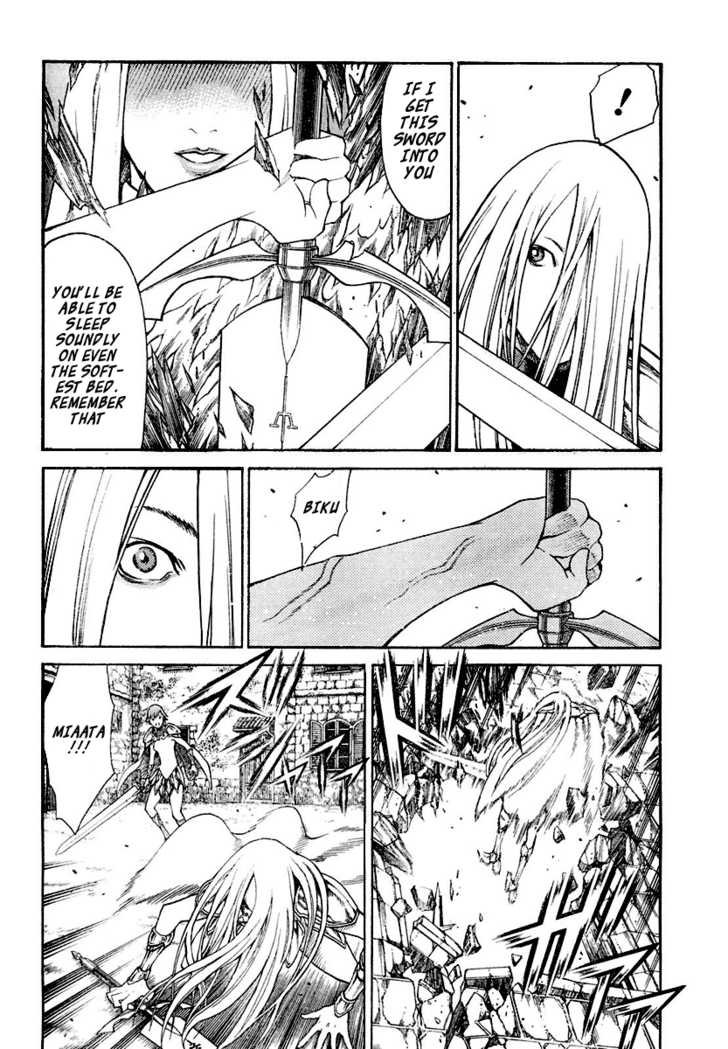 !
IF I
GET
THIS
SWORD
INTO
YOU
YOU'LL BE
ABLE TO
SLEEP
SOUNDLY
ON EVEN
THE SOFT-
EST BED.
REMEMBER
THAT
BIKU
MIAATA
!!!